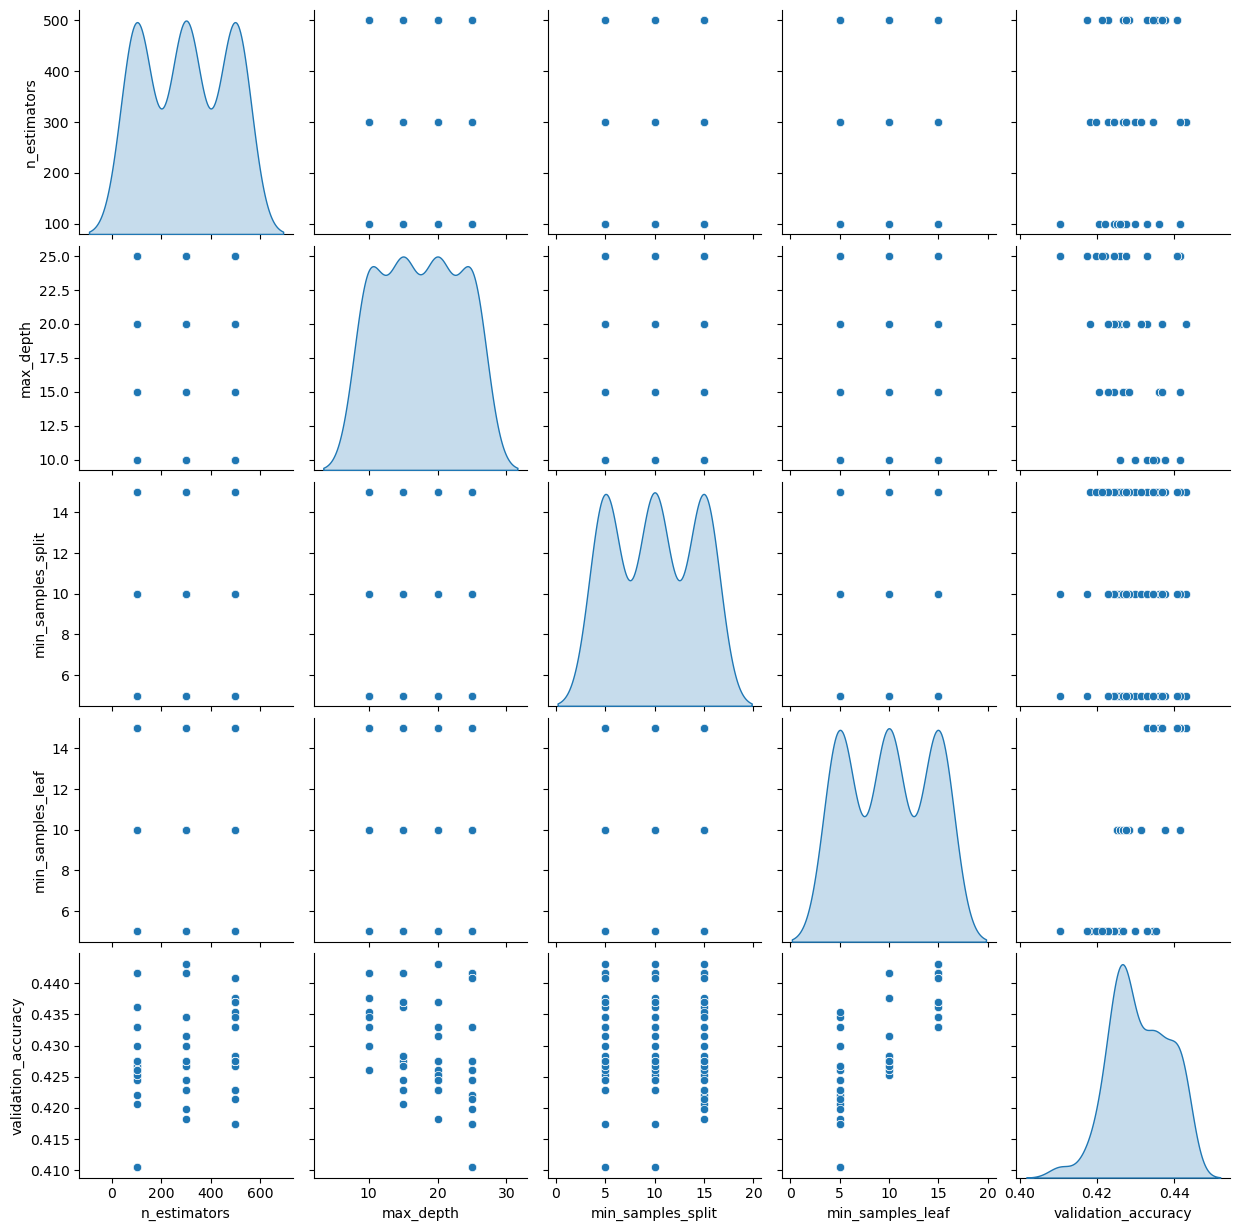 500
400
300
200
100
n_estimators
25.0
22.5
20.0
17.5
15.0
12.5
10.0
max_depth
14
12
10
8
6
min_samples_split
14
12
10
8
6
min_samples_leaf
0.440
0.435
0.430
0.425
0.420
0.415
0.410
validation_accuracy
0 200 400 600
10 20 30
0 5 10 15 20
0 5 10 15 20
0.40 0.42 0.44
n_estimators
max_depth
min_samples_split
min_samples_leaf
validation_accuracy